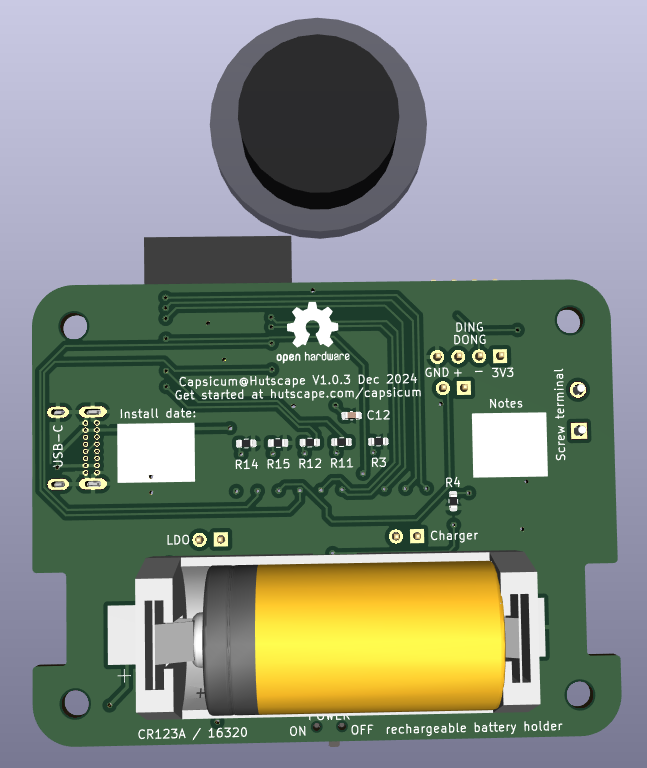 open hardware
DING
DONG
GND + - 3V3
Capsicum@Hutscape V1.0.3 Dec 2024
Get started at hutscape.com/capsicum
Install date:
C12
Notes
Screw terminal
USB-C
R14 R15 R12 R11 R3
R4
LDO
Charger
+
+
POWER
CR123A / 16320
ON OFF rechargeable battery holder